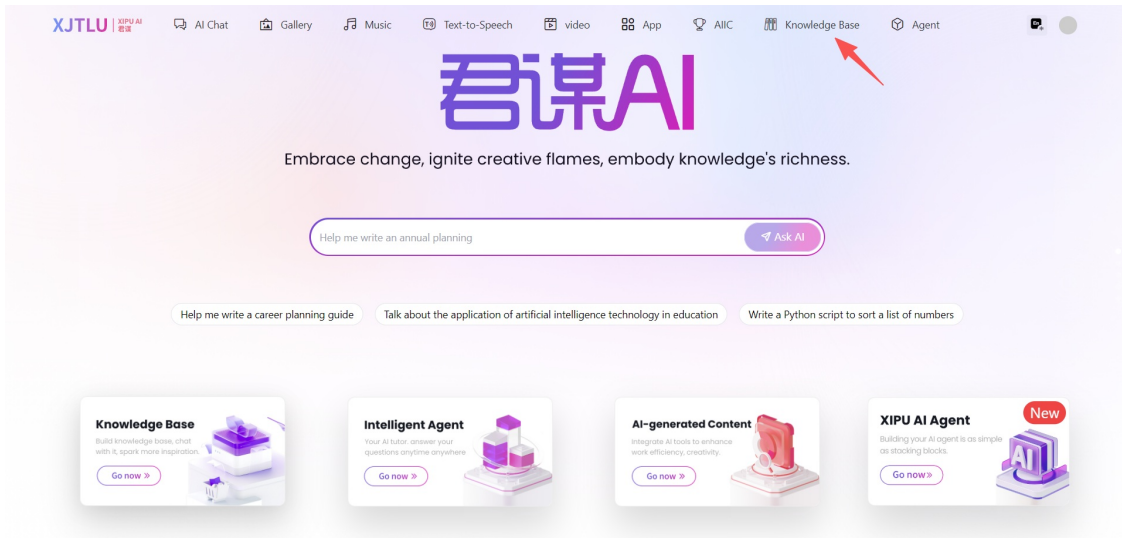 XJTLU XIPU AI 君谋 AI Chat Gallery Music Text-to-Speech video App AIIC Knowledge Base Agent En
君谋AI
Embrace change, ignite creative flames, embody knowledge's richness.
Help me write an annual planning Ask AI
Help me write a career planning guide Talk about the application of artificial intelligence technology in education Write a Python script to sort a list of numbers
Knowledge Base
Build knowledge base, chat
with it, spark more inspiration.
Go now »
Intelligent Agent
Your AI tutor. answer your
questions anytime anywhere
Go now »
AI-generated Content
Integrate AI tools to enhance
work efficiency, creativity.
Go now »
New
XIPU AI Agent
Building your AI agent is as simple
as stacking blocks.
Go now»
AI